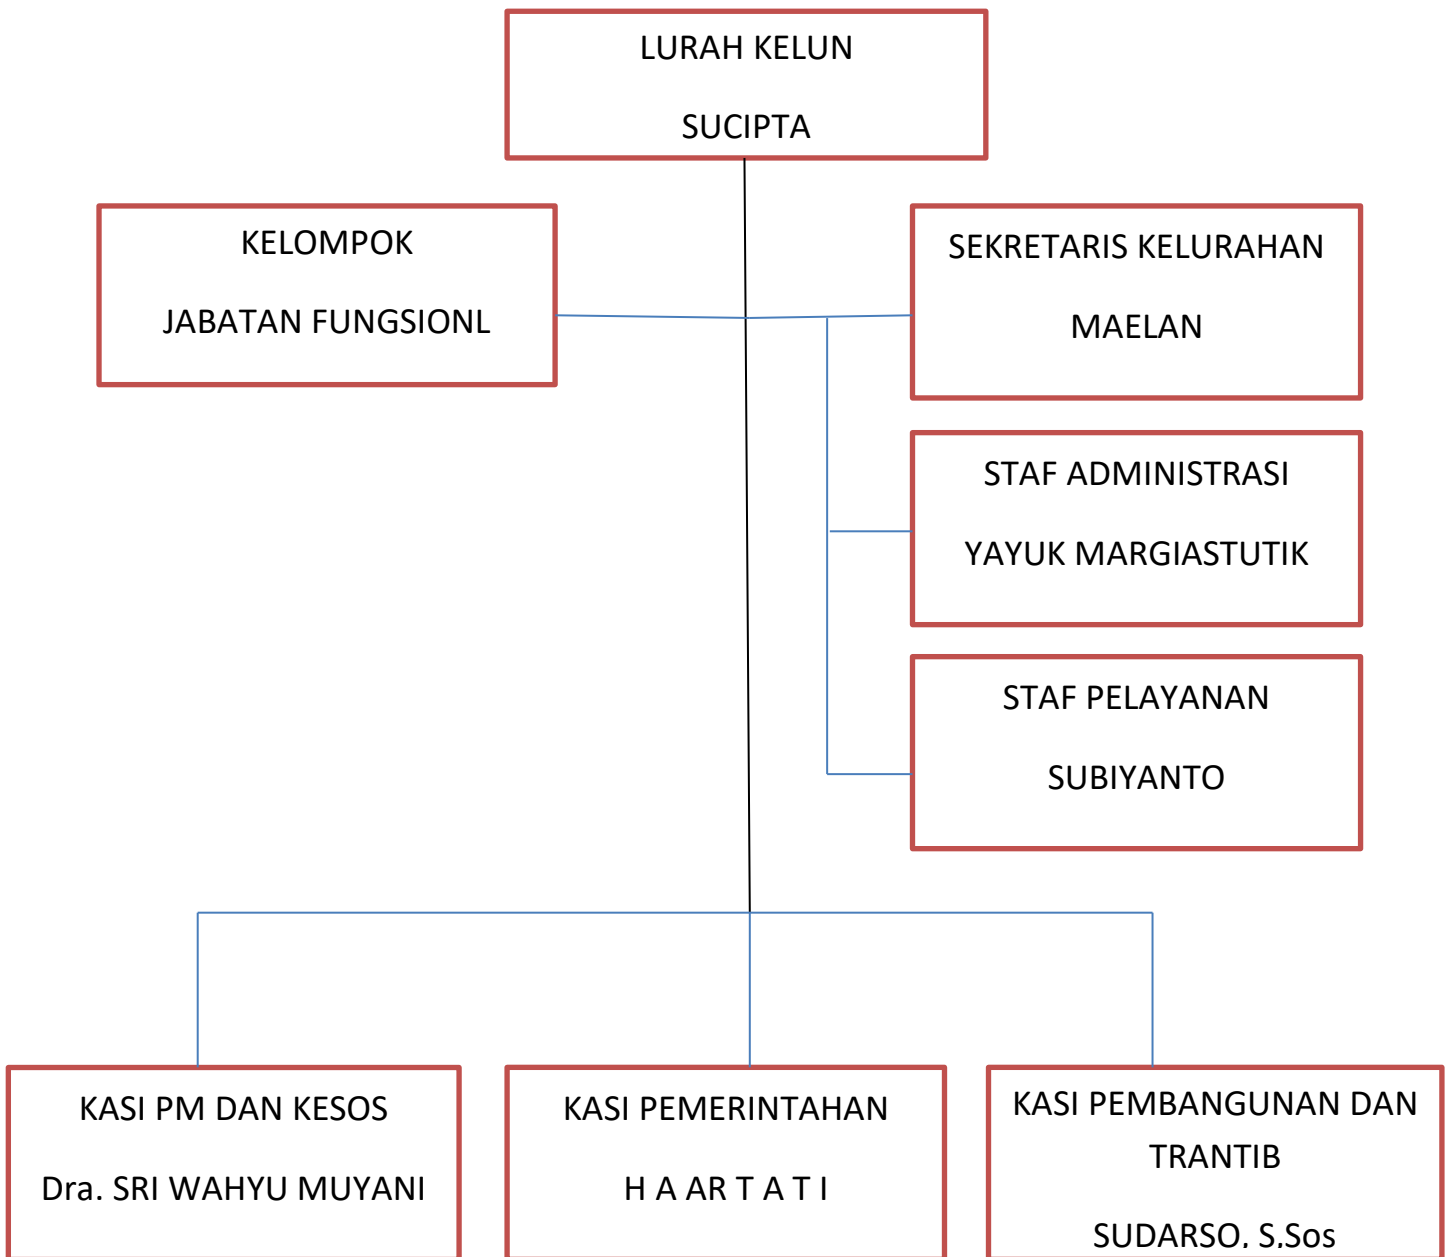 LURAH KELUN
SUCIPTA
KELOMPOK
JABATAN FUNGSIONL
SEKRETARIS KELURAHAN
MAELAN
STAF ADMINISTRASI
YAYUK MARGIASTUTIK
STAF PELAYANAN
SUBIYANTO
KASI PM DAN KESOS
Dra. SRI WAHYU MUYANI
KASI PEMERINTAHAN
H A AR T A T I
KASI PEMBANGUNAN DAN
TRANTIB
SUDARSO, S,Sos